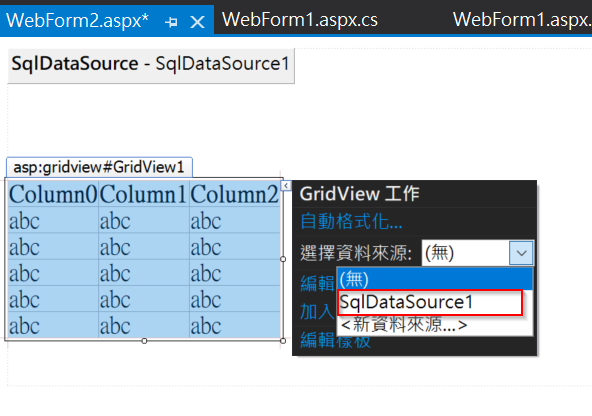 WebForm2.aspx*
WebForm1.aspx.cs
WebForm1.aspx.
SqlDataSource - SqlDataSource1
asp:gridview#GridView1
Column0 Column1 Column2
abc abc abc
abc abc abc
abc abc abc
abc abc abc
abc abc abc
GridView 工作
自動格式化...
選擇資料來源: (無)
(無)
編輯
SqlDataSource1
加入
<新資料來源...>
編輯樣板